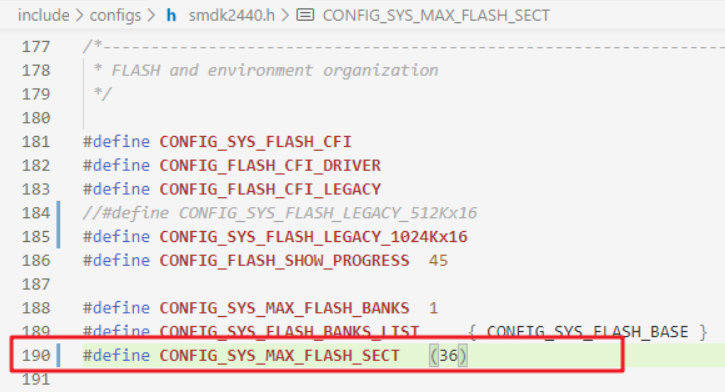 include > configs > h smdk2440.h > CONFIG_SYS_MAX_FLASH_SECT
177 /*----------------------------------------------------------------------
178 * FLASH and environment organization
179 */
180
181 #define CONFIG_SYS_FLASH_CFI
182 #define CONFIG_FLASH_CFI_DRIVER
183 #define CONFIG_FLASH_CFI_LEGACY
184 //#define CONFIG_SYS_FLASH_LEGACY_512Kx16
185 #define CONFIG_SYS_FLASH_LEGACY_1024Kx16
186 #define CONFIG_FLASH_SHOW_PROGRESS 45
187
188 #define CONFIG_SYS_MAX_FLASH_BANKS 1
189 #define CONFIG_SYS_FLASH_BANKS_LIST { CONFIG_SYS_FLASH_BASE }
190 #define CONFIG_SYS_MAX_FLASH_SECT (36)
191